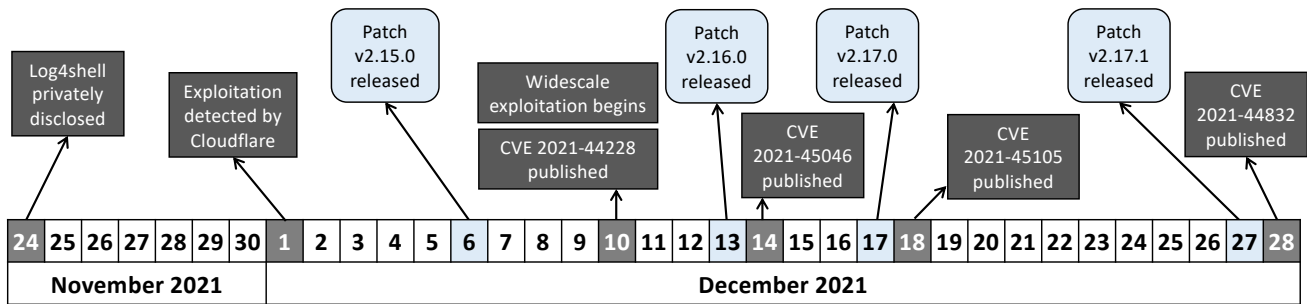 Log4shell
privately
disclosed
Exploitation
detected by
Cloudflare
Patch
v2.15.0
released
Widescale
exploitation begins
CVE 2021-44228
published
Patch
v2.16.0
released
CVE
2021-45046
published
Patch
v2.17.0
released
CVE
2021-45105
published
Patch
v2.17.1
released
CVE
2021-44832
published
24 25 26 27 28 29 30 1 2 3 4 5 6 7 8 9 10 11 12 13 14 15 16 17 18 19 20 21 22 23 24 25 26 27 28
November 2021 December 2021